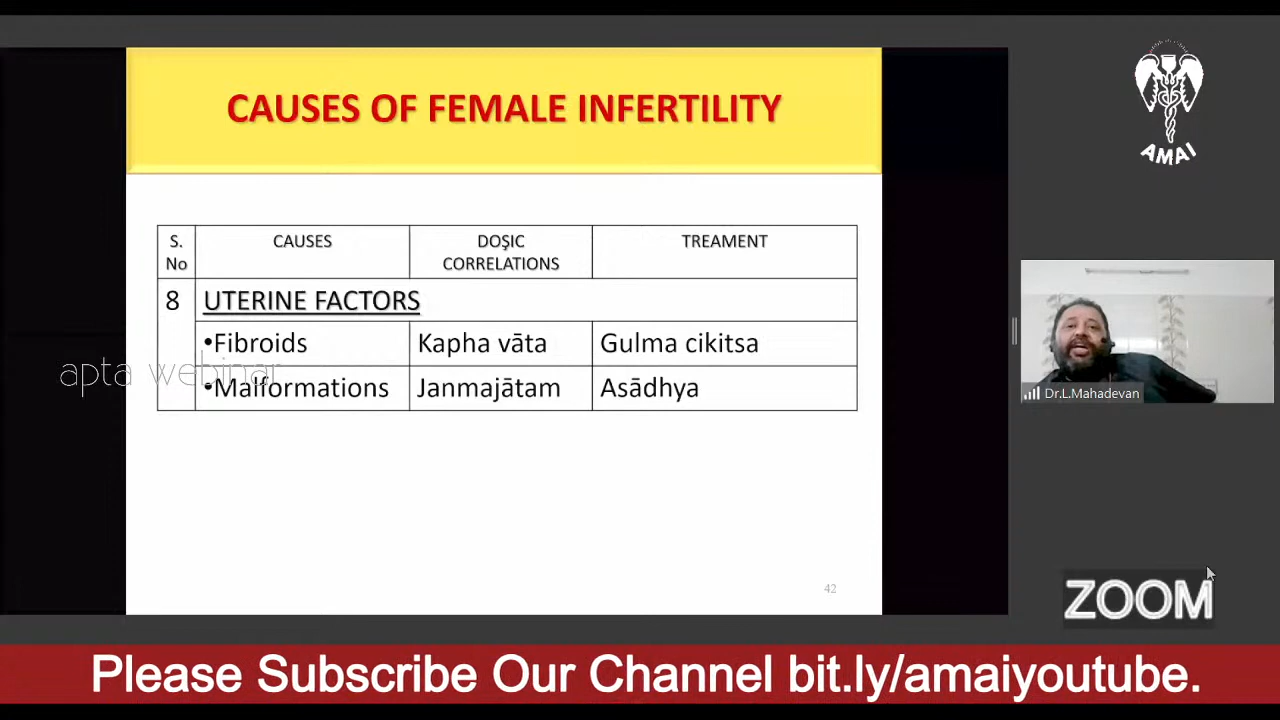 CAUSES OF FEMALE INFERTILITY
AMAI
S.
No
CAUSES
DOŞIC
CORRELATIONS
TREAMENT
8
UTERINE FACTORS
•Fibroids
Kapha vāta
Gulma cikitsa
•Malformations
Janmajātam
Asādhya
apta webinar
Dr.L.Mahadevan
42
ZOOM
Please Subscribe Our Channel bit.ly/amaiyoutube.